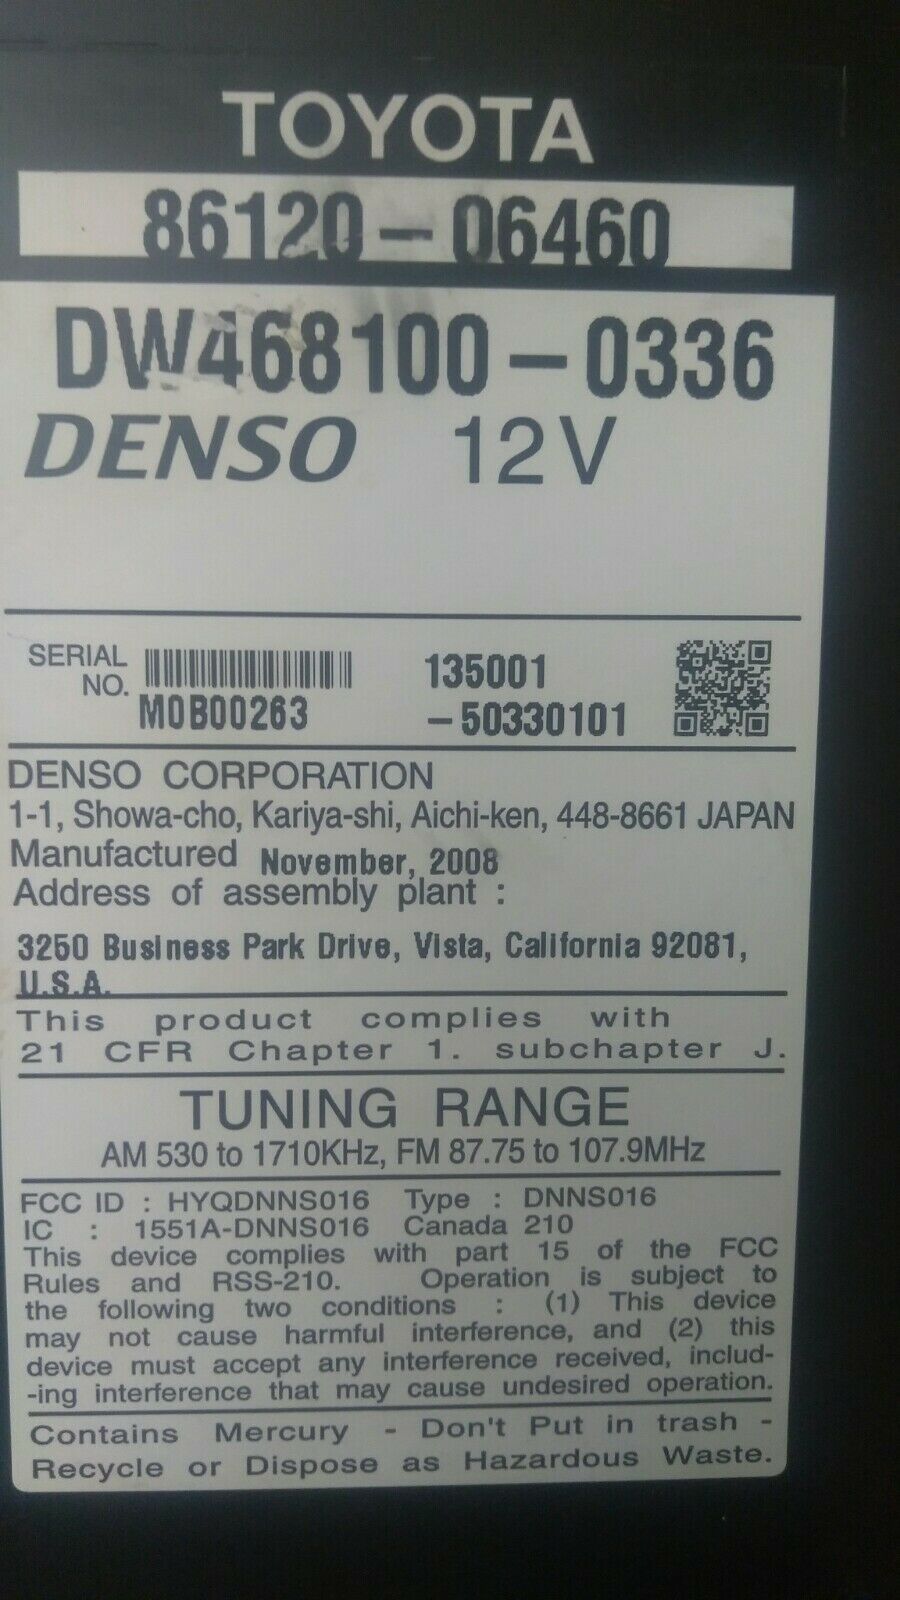 TOYOTA
86120-06460
DW468100-0336
DENSO 12V
SERIAL NO. M0B00263 135001
-50330101
DENSO CORPORATION
1-1, Showa-cho, Kariya-shi, Aichi-ken, 448-8661 JAPAN
Manufactured November, 2008
Address of assembly plant :
3250 Business Park Drive, Vista, California 92081,
U.S.A.
This product complies with
21 CFR Chapter 1. subchapter J.
TUNING RANGE
AM 530 to 1710KHz, FM 87.75 to 107.9MHz
FCC ID : HYQDNNS016 Type : DNNS016
IC : 1551A-DNNS016 Canada 210
This device complies with part 15 of the FCC
Rules and RSS-210. Operation is subject to
the following two conditions : (1) This device
may not cause harmful interference, and (2) this
device must accept any interference received, includ-
-ing interference that may cause undesired operation.
Contains Mercury - Don't Put in trash -
Recycle or Dispose as Hazardous Waste.